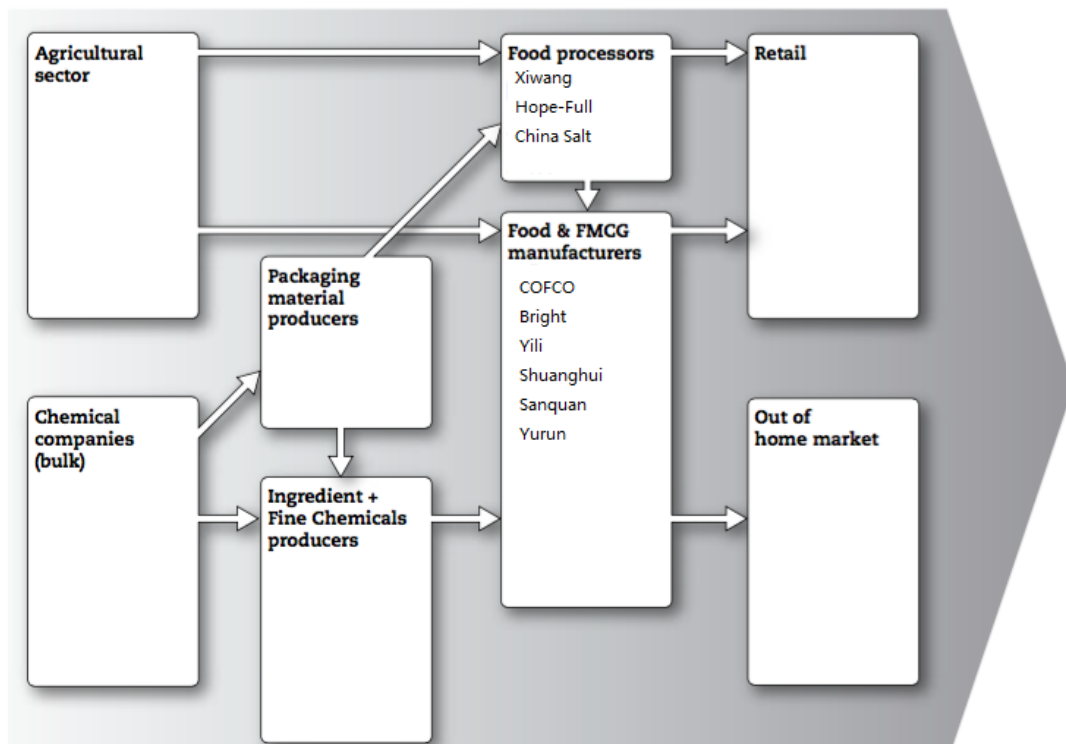 Agricultural
sector
Food processors
Xiwang
Hope-Full
China Salt
Retail
Packaging
material
producers
Food & FMCG
manufacturers
COFCO
Bright
Yili
Shuanghui
Sanquan
Yurun
Chemical
companies
(bulk)
Ingredient +
Fine Chemicals
producers
Out of
home market